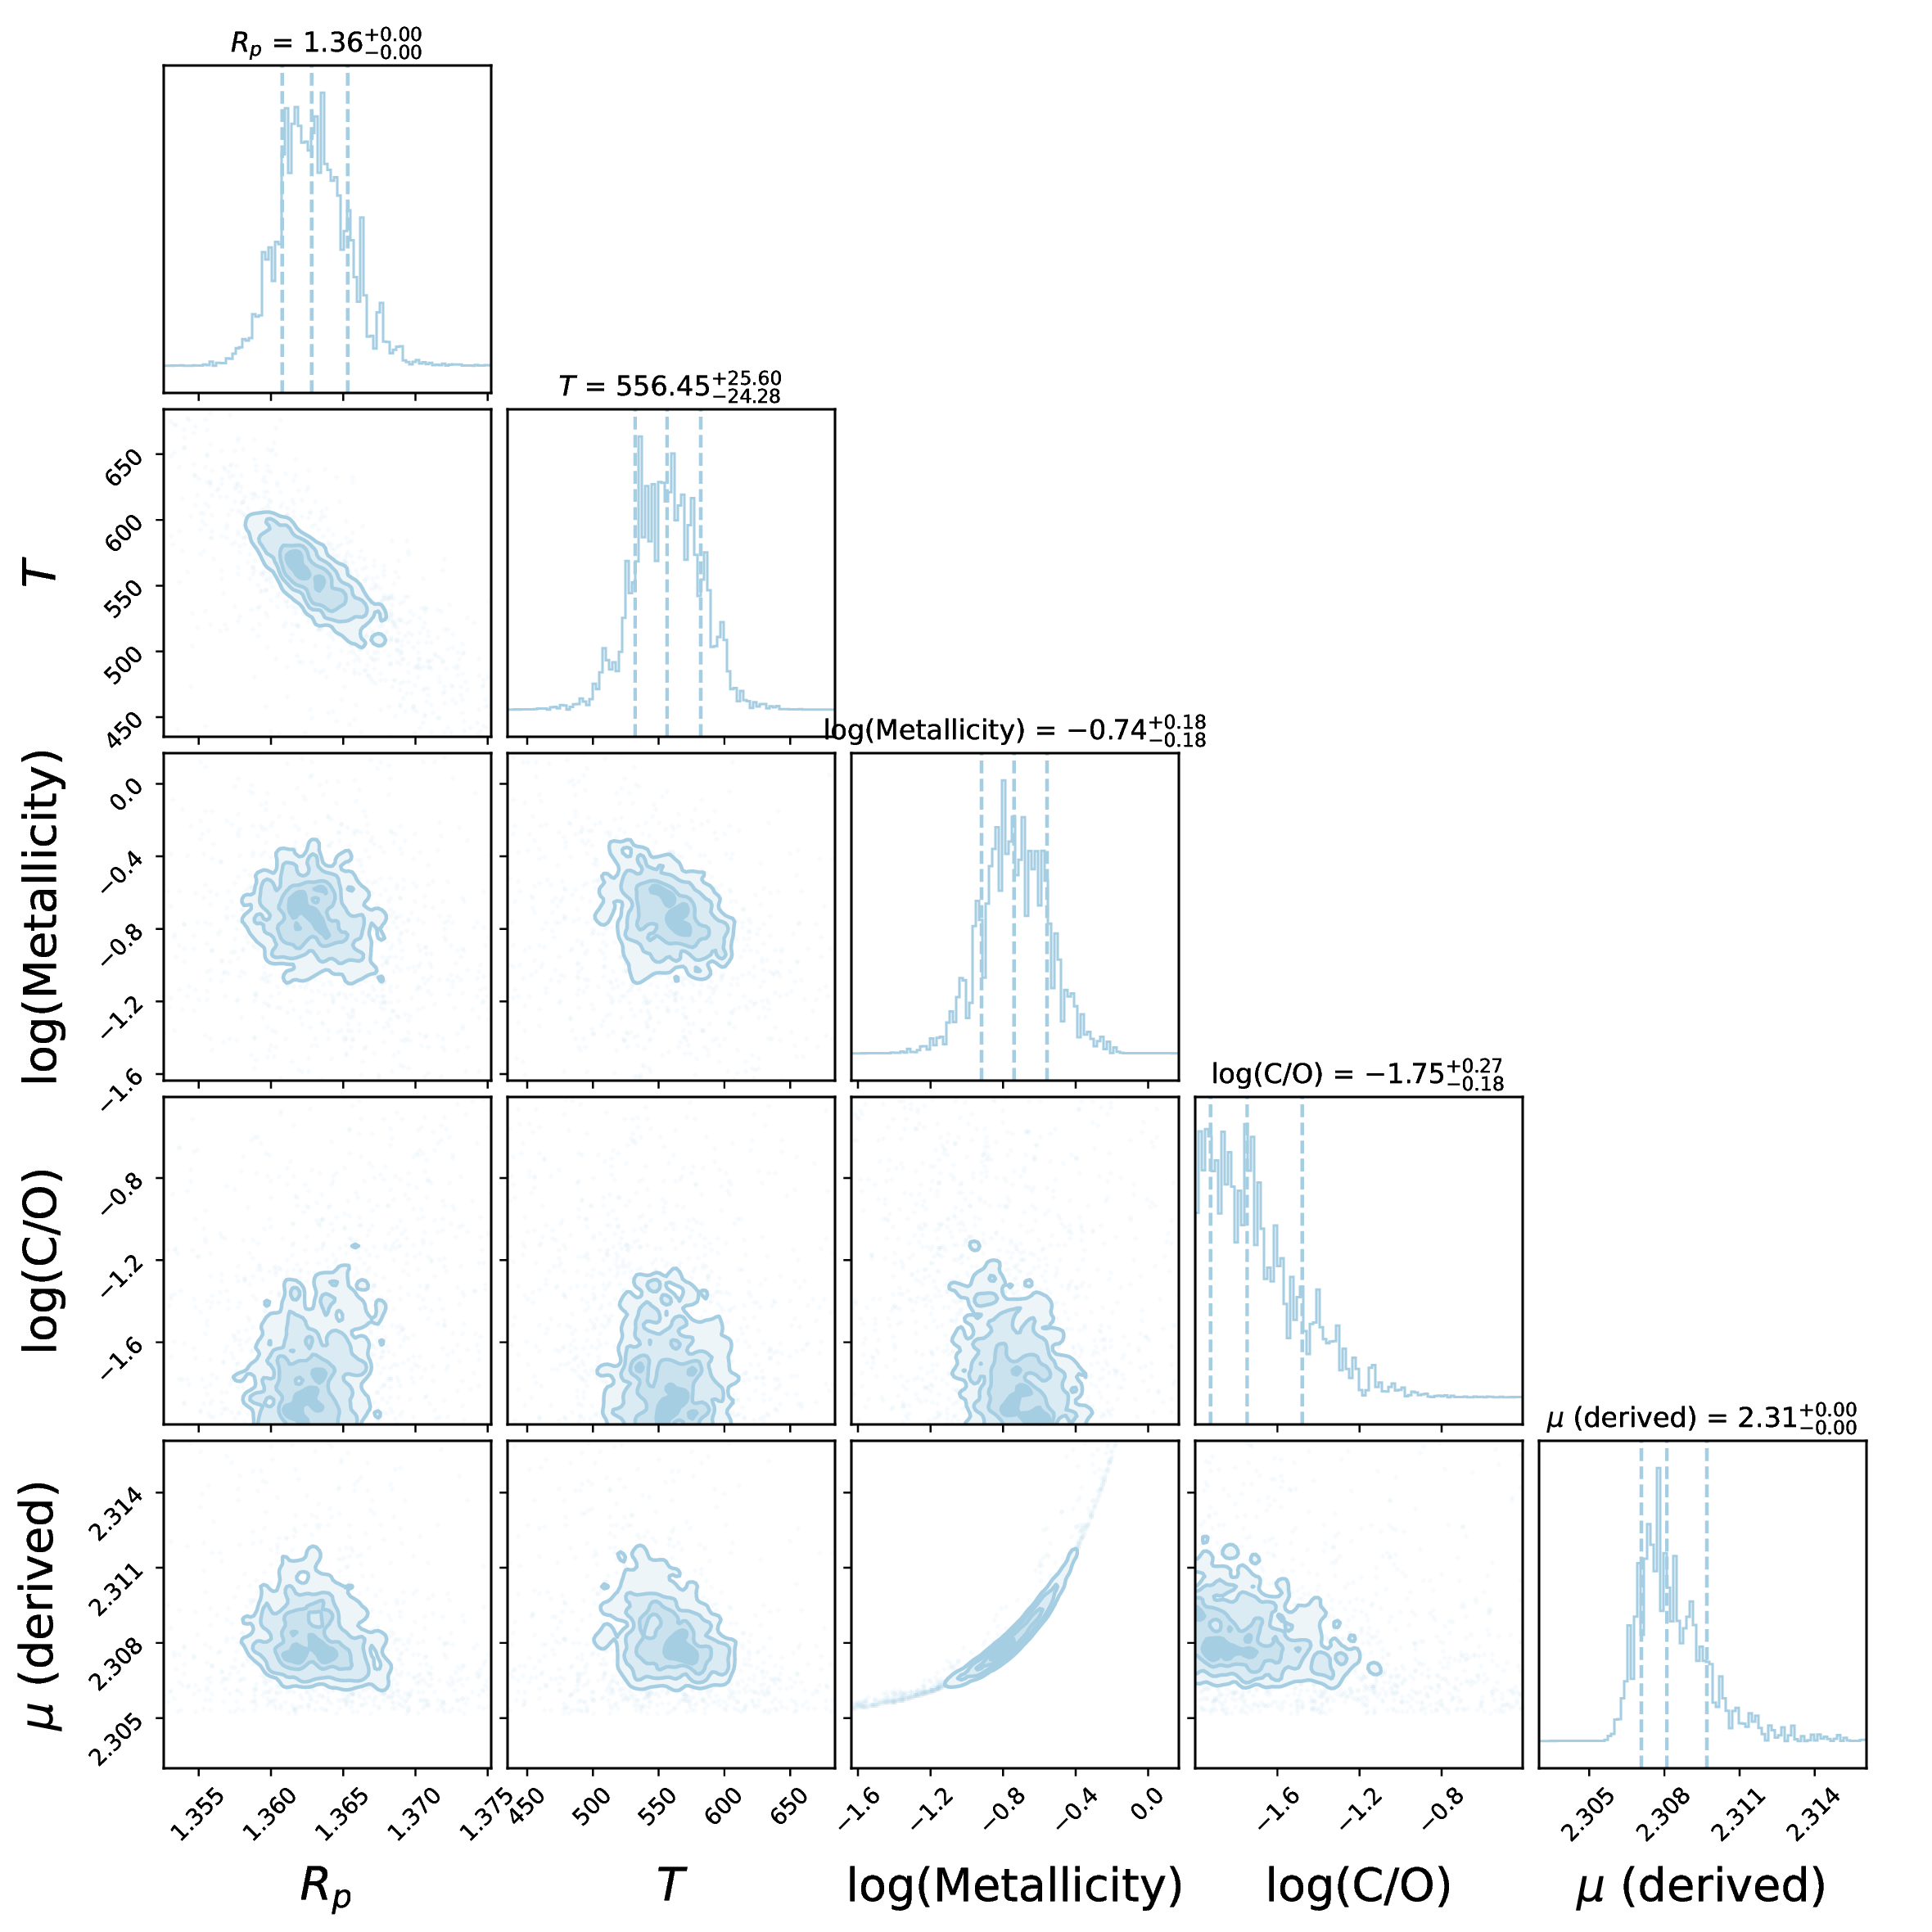 R_p = 1.36 +0.00 −0.00
T = 556.45 +25.60 −24.28
650
600
550
500
450
T
log(Metallicity) = −0.74 +0.18 −0.18
0.0
−0.4
−0.8
−1.2
−1.6
log(Metallicity)
log(C/O) = −1.75 +0.27 −0.18
−0.8
−1.2
−1.6
log(C/O)
μ (derived) = 2.31 +0.00 −0.00
2.314
2.311
2.308
2.305
μ (derived)
1.355 1.360 1.365 1.370 1.375 450 500 550 600 650 −1.6 −1.2 −0.8 −0.4 0.0 −1.6 −1.2 −0.8 2.305 2.308 2.311 2.314
R_p T log(Metallicity) log(C/O) μ (derived)